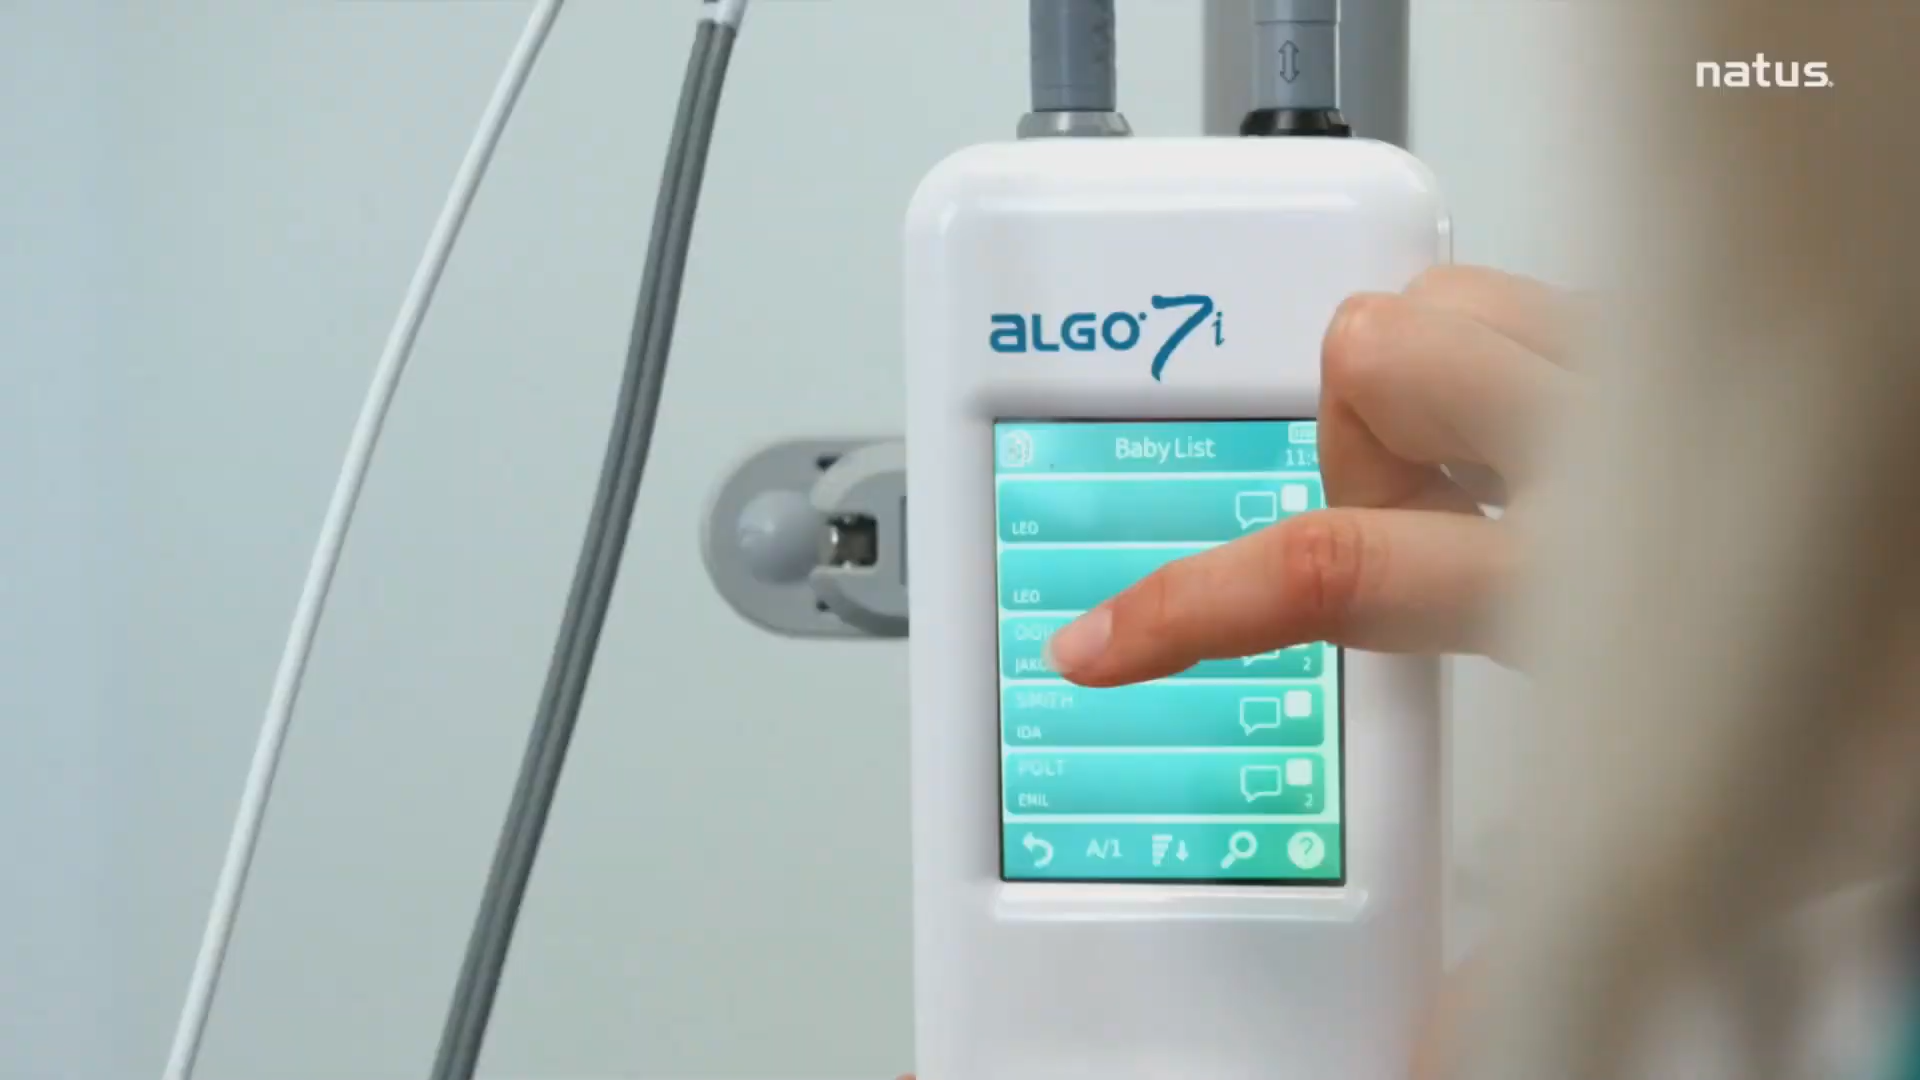 natus
ALGO 7i
Baby List
LEO
LEO
SMITH
IDA
POLT
EMIL
2
2
A/1
?